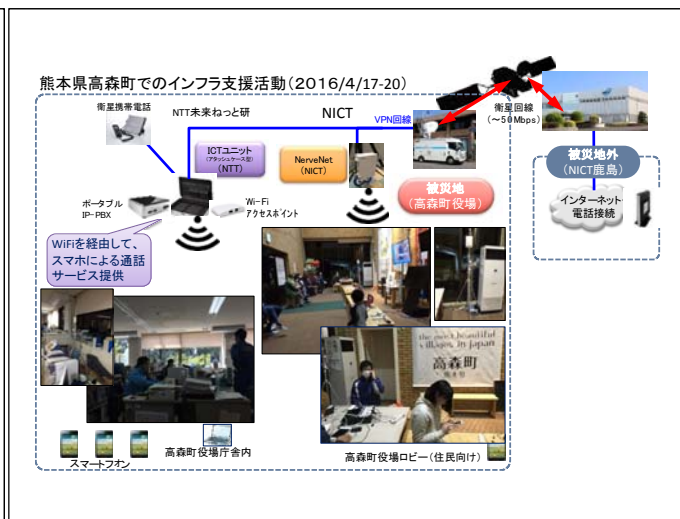 熊本県高森町でのインフラ支援活動(2016/4/17-20)
衛星携帯電話
NTT未来ねっと研
NICT
VPN回線
衛星回線
(～50Mbps)
ICTユニット
(アタッシュケース型)
(NTT)
NerveNet
(NICT)
被災地
(高森町役場)
被災地外
(NICT鹿島)
インターネット
電話接続
ポータブル
IP-PBX
Wi-Fi
アクセスポイント
WiFiを経由して、
スマホによる通話
サービス提供
the most beautiful
villages in japan
高森町
スマートフォン
高森町役場庁舎内
高森町役場ロビー(住民向け)